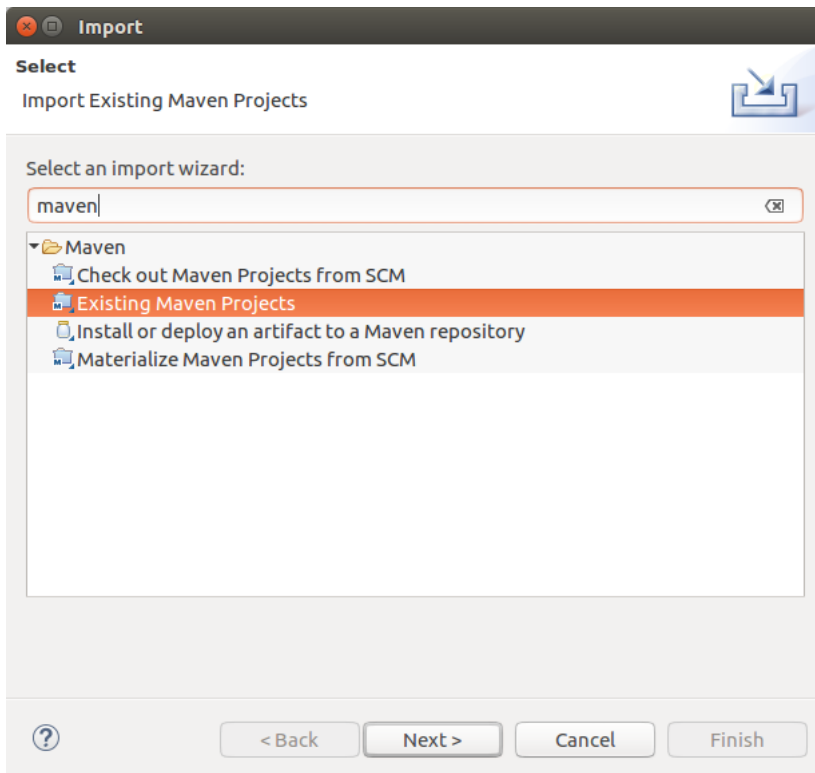 Import
Select
Import Existing Maven Projects
Select an import wizard:
maven
Maven
Check out Maven Projects from SCM
Existing Maven Projects
Install or deploy an artifact to a Maven repository
Materialize Maven Projects from SCM
? < Back Next > Cancel Finish